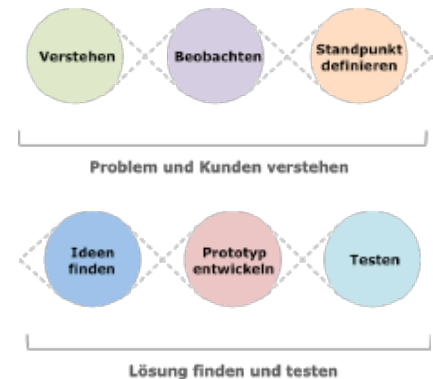 Verstehen
Beobachten
Standpunkt
definieren
Problem und Kunden verstehen
Ideen
finden
Prototyp
entwickeln
Testen
Lösung finden und testen